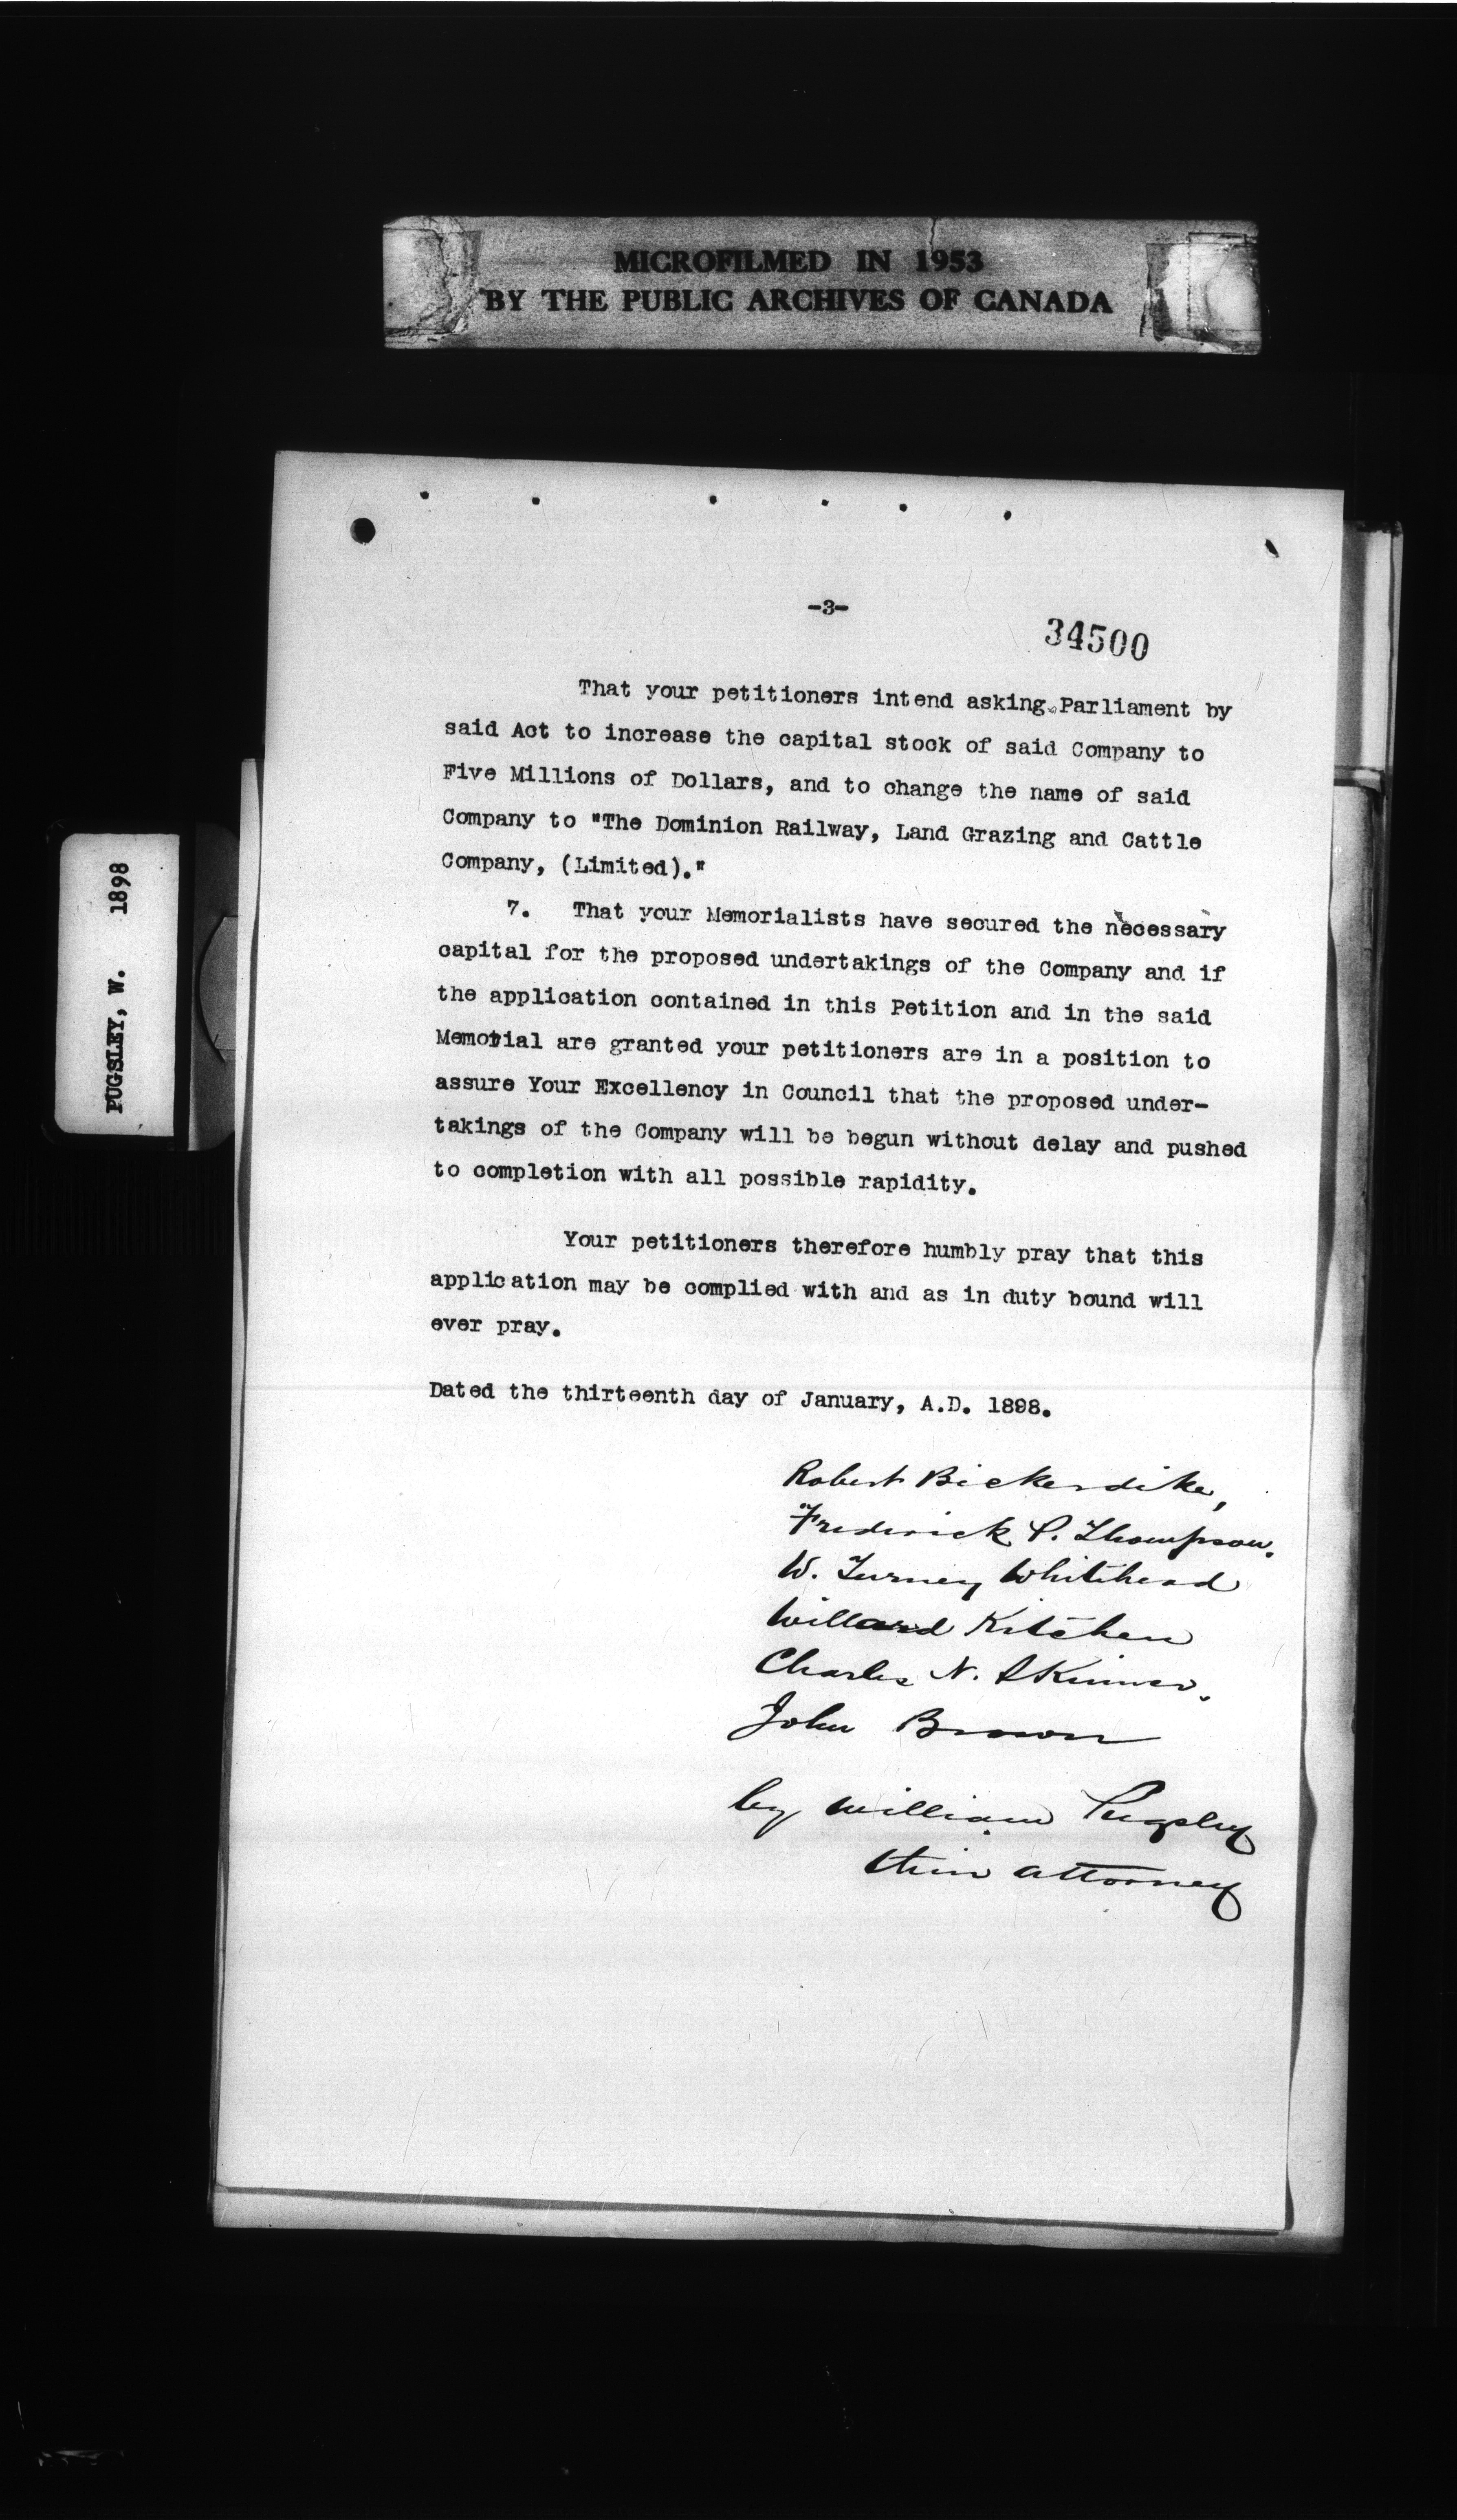 MICROFILMED IN 1953
BY THE PUBLIC ARCHIVES OF CANADA
PUGSLEY, W. 1898
-3-
34500
That your petitioners intend asking Parliament by
said Act to increase the capital stock of said Company to
Five Millions of Dollars, and to change the name of said
Company to "The Dominion Railway, Land Grazing and Cattle
Company, (Limited)."
7. That your Memorialists have secured the necessary
capital for the proposed undertakings of the Company and if
the application contained in this Petition and in the said
Memorial are granted your petitioners are in a position to
assure Your Excellency in Council that the proposed under-
takings of the Company will be begun without delay and pushed
to completion with all possible rapidity.
Your petitioners therefore humbly pray that this
application may be complied with and as in duty bound will
ever pray.
Dated the thirteenth day of January, A.D. 1898.
Robert Bickerdike,
Frederick P. Thompson.
W. Turney Whitehead
Willard Kitchen
Charles N. Skinner.
John Brown
by William Pugsley
their attorney